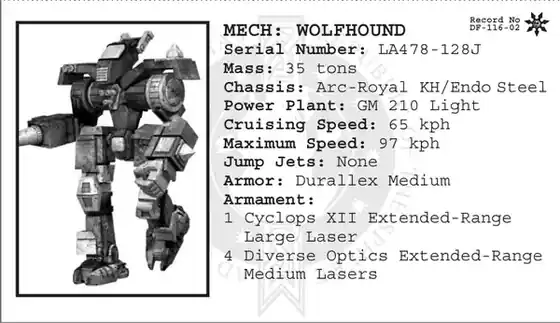 Record No
DF-116-02
MECH: WOLFHOUND
Serial Number: LA478-128J
Mass: 35 tons
Chassis: Arc-Royal KH/Endo Steel
Power Plant: GM 210 Light
Cruising Speed: 65 kph
Maximum Speed: 97 kph
Jump Jets: None
Armor: Durallex Medium
Armament:
1 Cyclops XII Extended-Range
Large Laser
4 Diverse Optics Extended-Range
Medium Lasers